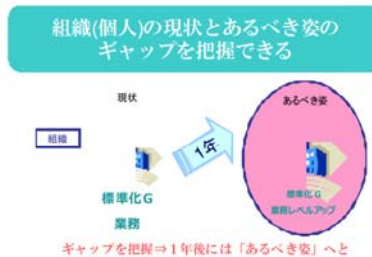 組織(個人)の現状とあるべき姿の
ギャップを把握できる
現状
あるべき姿
組織
1年
標準化G
業務
標準化G
業務レベルアップ
ギャップを把握⇒1年後には「あるべき姿」へと